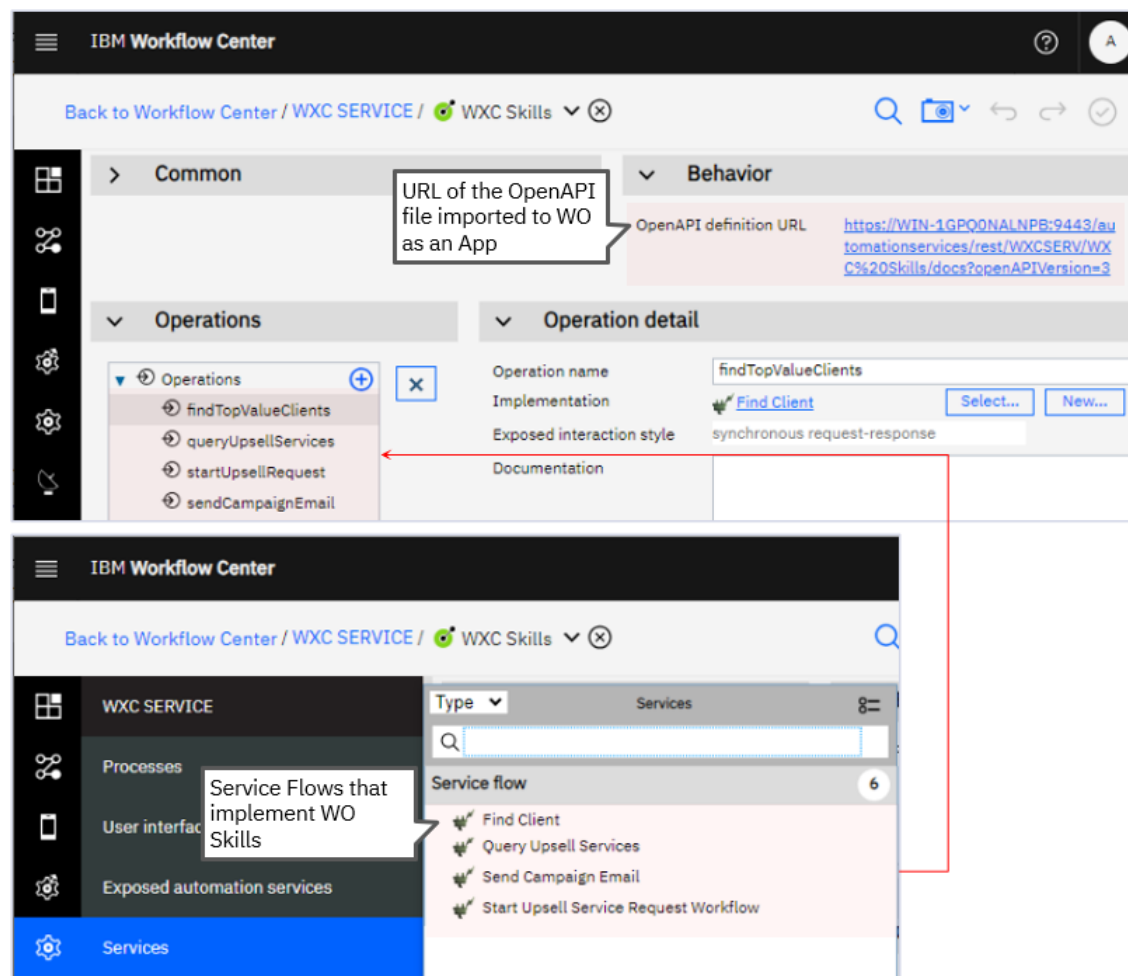 IBM Workflow Center
A
Back to Workflow Center / WXC SERVICE / WXC Skills
Common
Behavior
URL of the OpenAPI
file imported to WO
as an App
OpenAPI definition URL
https://WIN-1GPQ0NALNPB:9443/au
tomationservices/rest/WXCSERV/WX
C%20Skills/docs?openAPIVersion=3
Operations
Operation detail
Operations
findTopValueClients
queryUpsellServices
startUpsellRequest
sendCampaignEmail
Operation name
findTopValueClients
Implementation
Find Client
Select...
New...
Exposed interaction style
synchronous request-response
Documentation
IBM Workflow Center
Back to Workflow Center / WXC SERVICE / WXC Skills
WXC SERVICE
Processes
User interfac
Exposed automation services
Services
Service Flows that
implement WO
Skills
Type
Services
Service flow
6
Find Client
Query Upsell Services
Send Campaign Email
Start Upsell Service Request Workflow